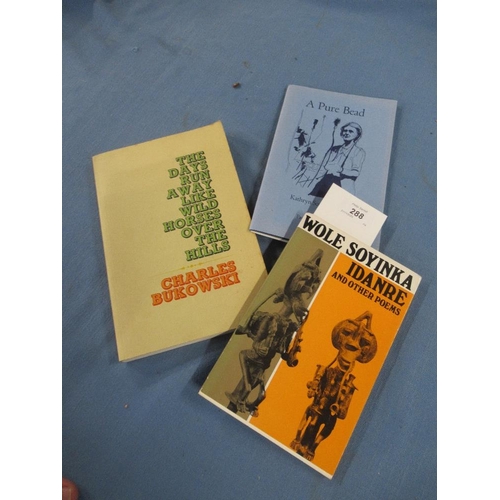 THE
DAYS
RUN
AWAY
LIKE
WILD
HORSES
OVER
THE
HILLS
CHARLES
BUKOWSKI
A Pure Bead
Kathryn
288
WOLE SOYINKA
IDANRE
AND OTHER POEMS